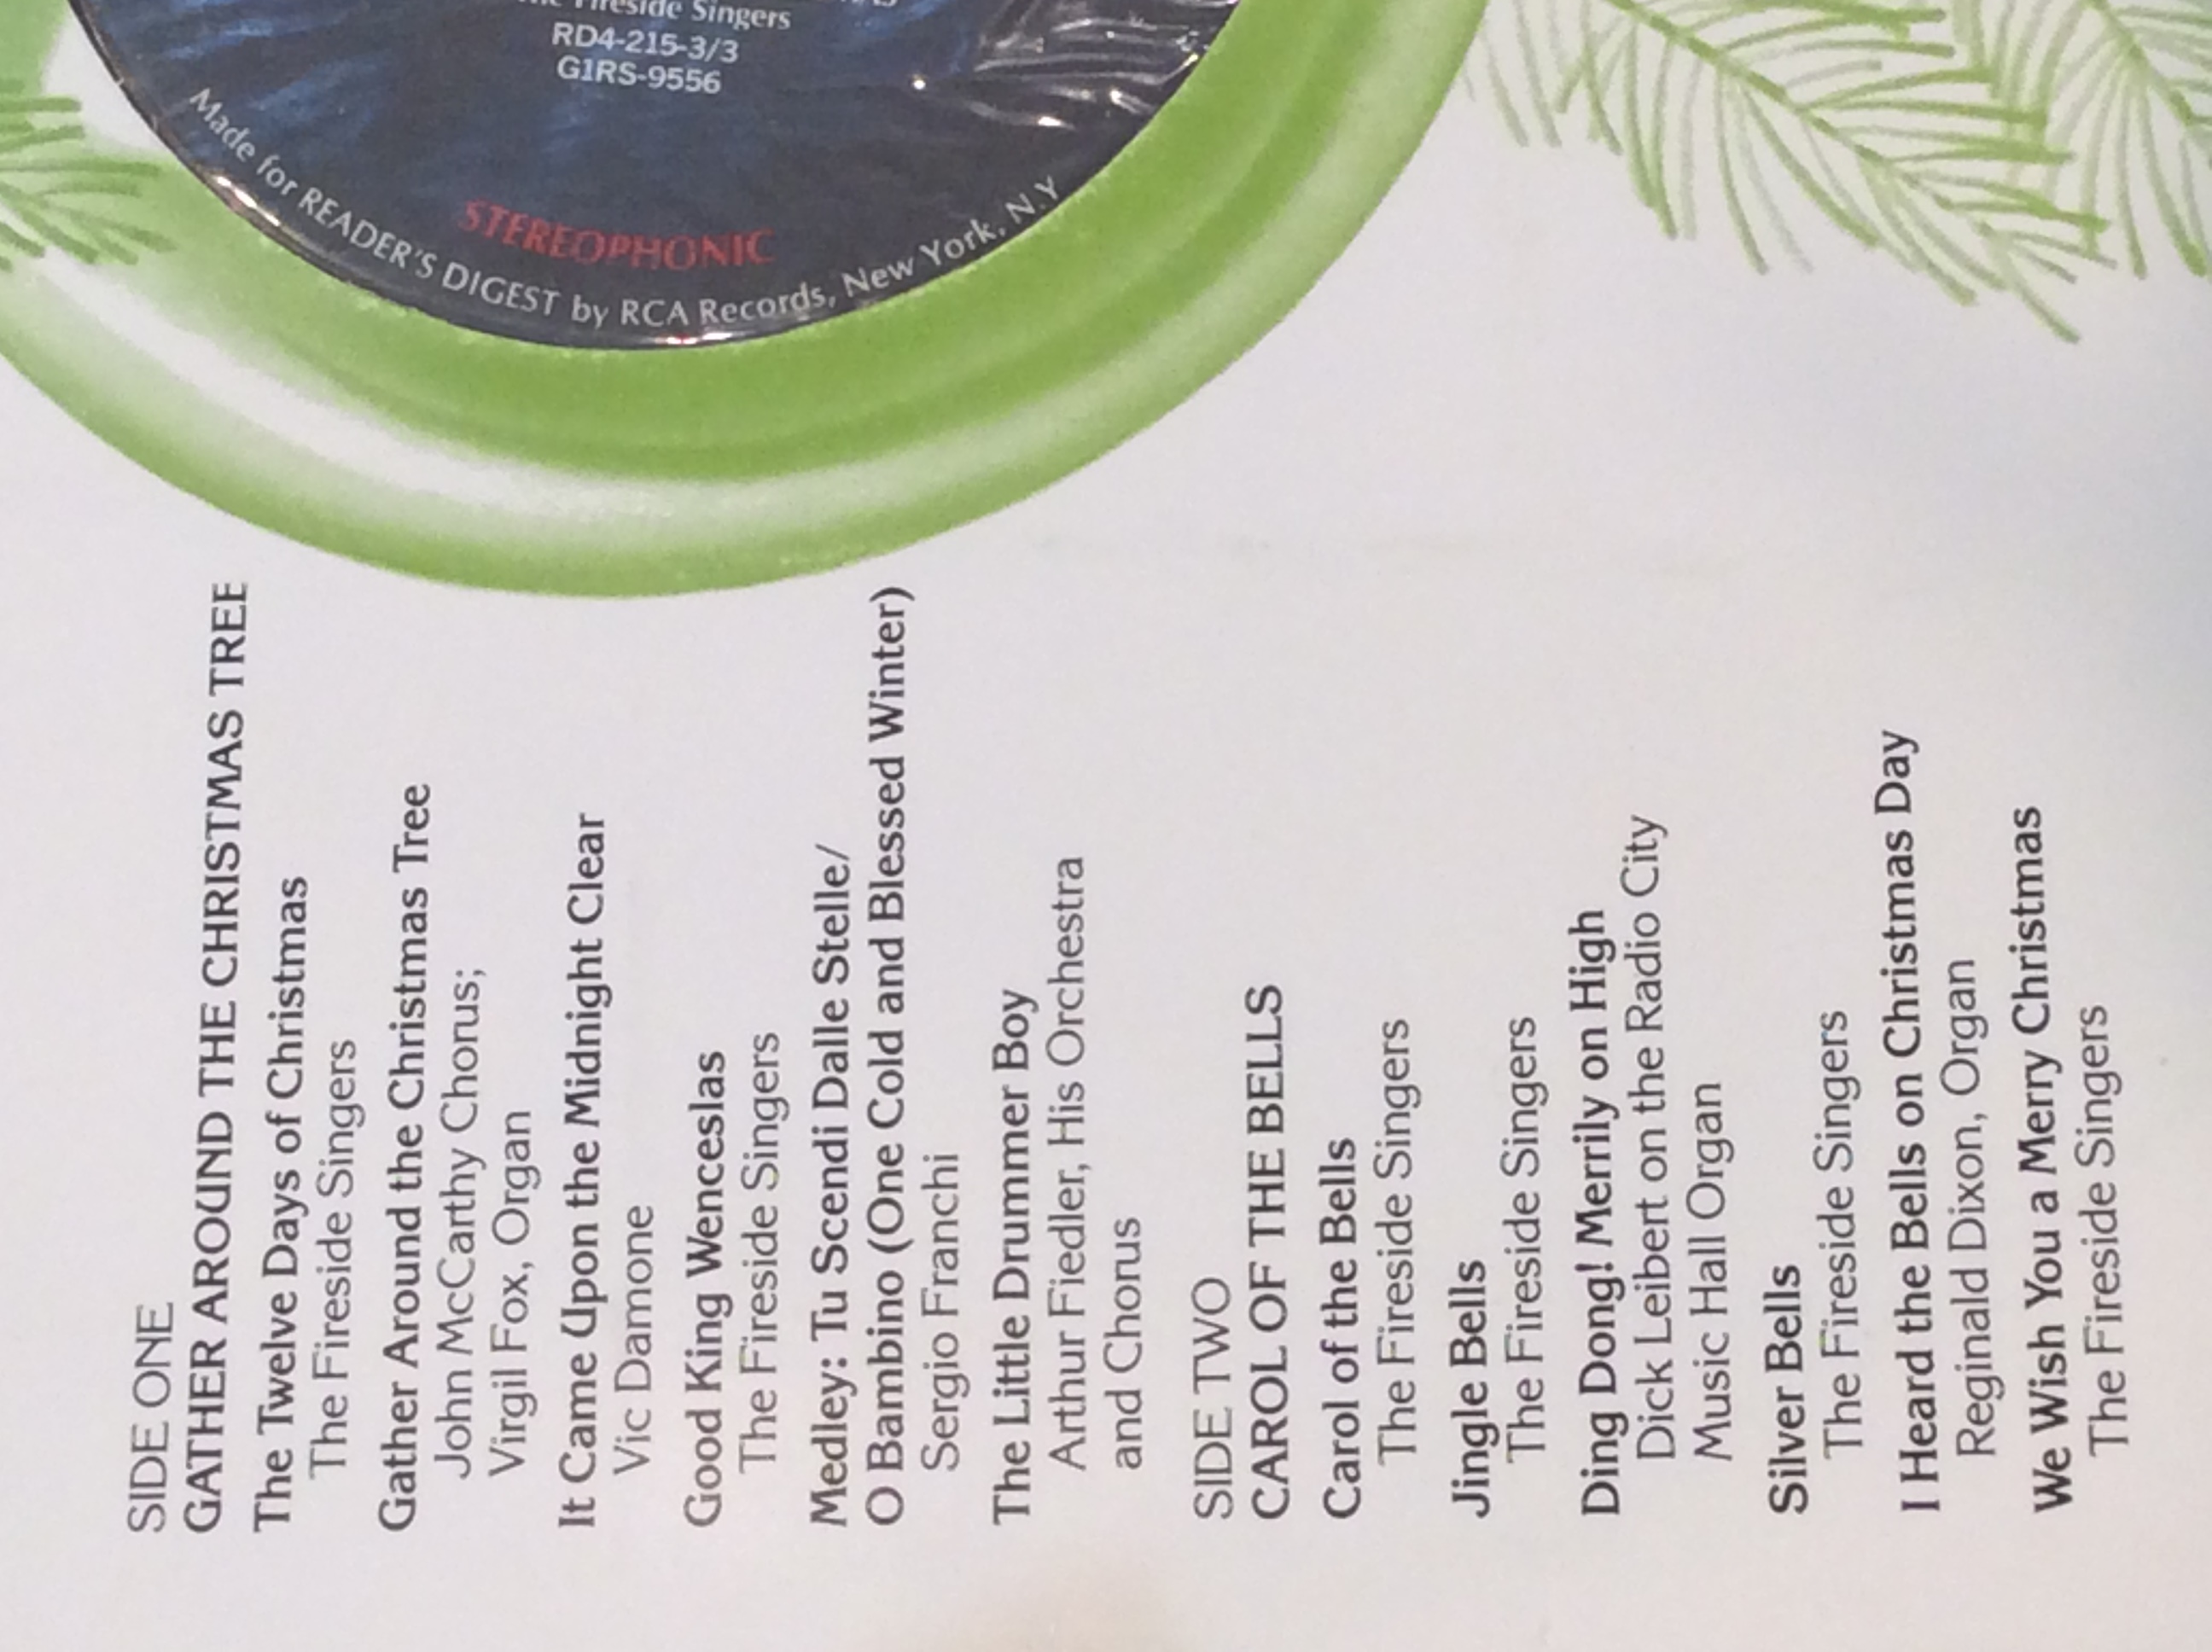 SIDE ONE
GATHER AROUND THE CHRISTMAS TREE
The Twelve Days of Christmas
The Fireside Singers
Gather Around the Christmas Tree
John McCarthy Chorus;
Virgil Fox, Organ
It Came Upon the Midnight Clear
Vic Damone
Good King Wenceslas
The Fireside Singers
Medley: Tu Scendi Dalle Stelle/
O Bambino (One Cold and Blessed Winter)
Sergio Franchi
The Little Drummer Boy
Arthur Fiedler, His Orchestra
and Chorus
SIDE TWO
CAROL OF THE BELLS
Carol of the Bells
The Fireside Singers
Jingle Bells
The Fireside Singers
Ding Dong! Merrily on High
Dick Leibert on the Radio City
Music Hall Organ
Silver Bells
The Fireside Singers
I Heard the Bells on Christmas Day
Reginald Dixon, Organ
We Wish You a Merry Christmas
The Fireside Singers
Made for READER'S DIGEST by RCA Records, New York, N.Y
STEREOPHONIC
Fireside Singers
RD4-215-3/3
G1RS-9556